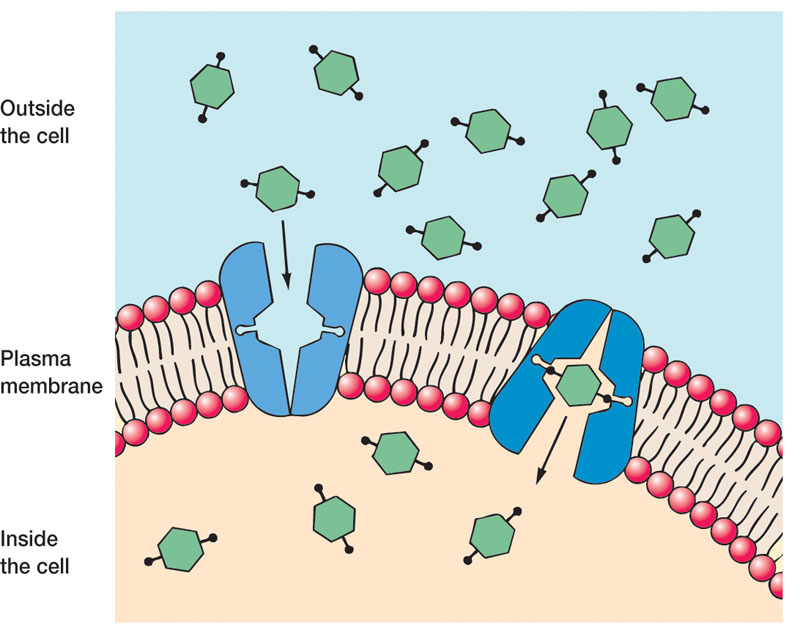 Outside
the cell
Plasma
membrane
Inside
the cell